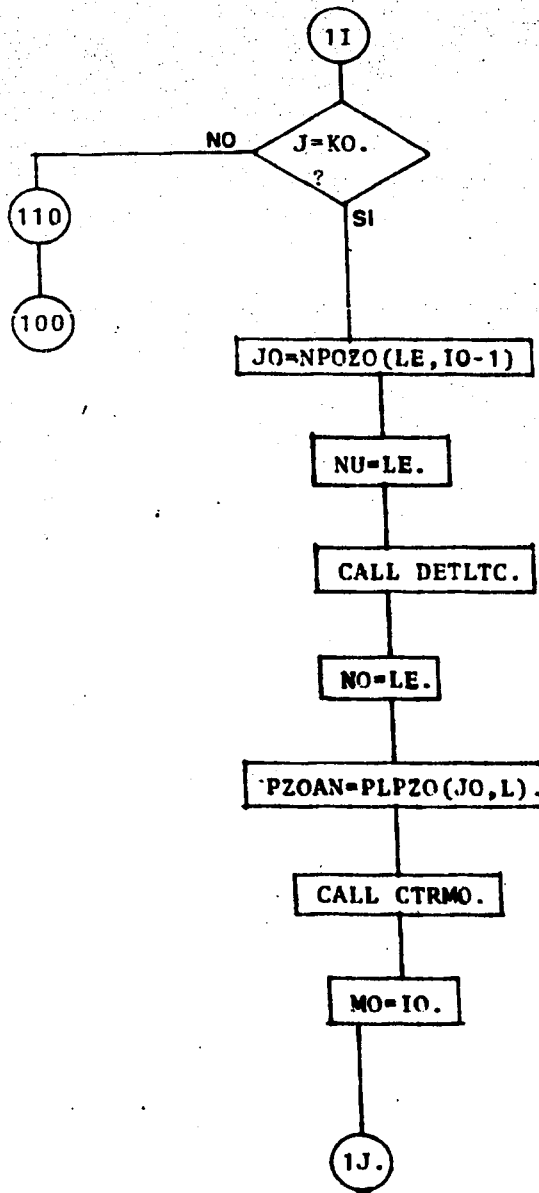 1I
J=KO.
?
NO
SI
110
100
JO=NPOZO(LE,IO-1)
NU=LE.
CALL DETLTC.
NO=LE.
PZOAN=PLPZO(JO,L).
CALL CTRMO.
MO=IO.
1J.